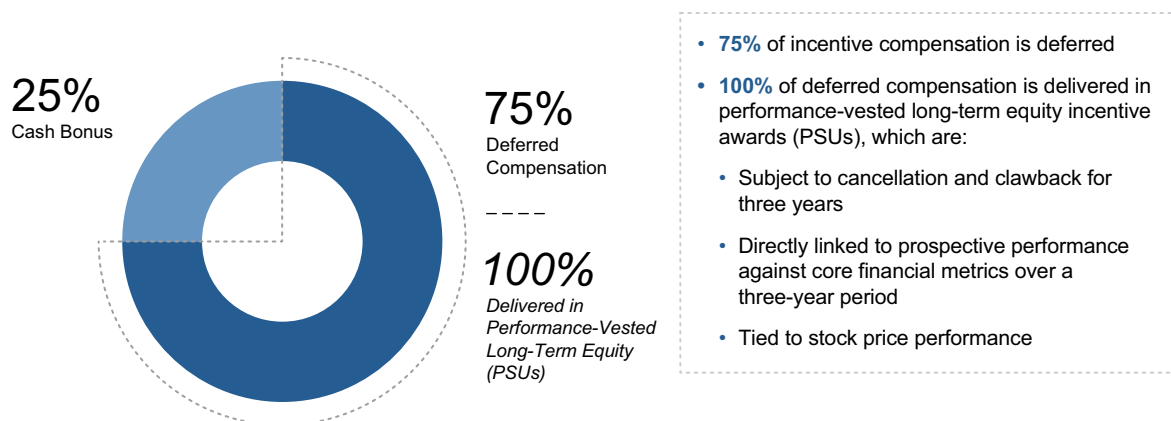 25%
Cash Bonus
75%
Deferred
Compensation
– – – –
100%
Delivered in
Performance-Vested
Long-Term Equity
(PSUs)
• 75% of incentive compensation is deferred
• 100% of deferred compensation is delivered in
performance-vested long-term equity incentive
awards (PSUs), which are:
• Subject to cancellation and clawback for
three years
• Directly linked to prospective performance
against core financial metrics over a
three-year period
• Tied to stock price performance